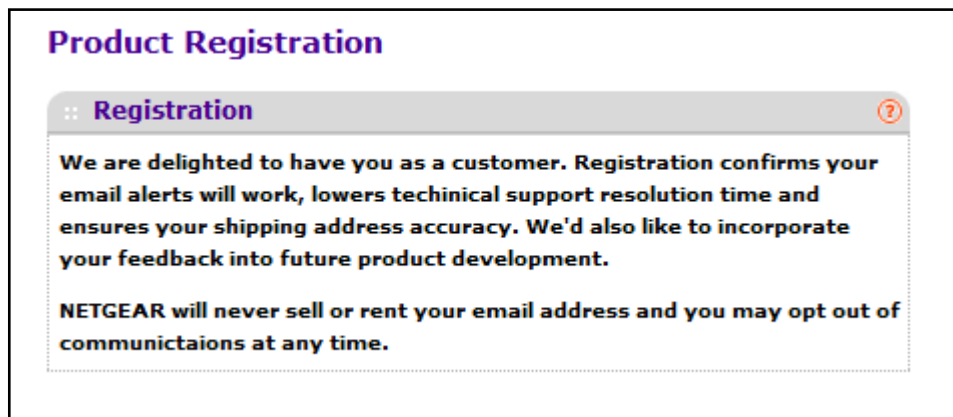 Product Registration
Registration
We are delighted to have you as a customer. Registration confirms your
email alerts will work, lowers techinical support resolution time and
ensures your shipping address accuracy. We'd also like to incorporate
your feedback into future product development.
NETGEAR will never sell or rent your email address and you may opt out of
communictaions at any time.